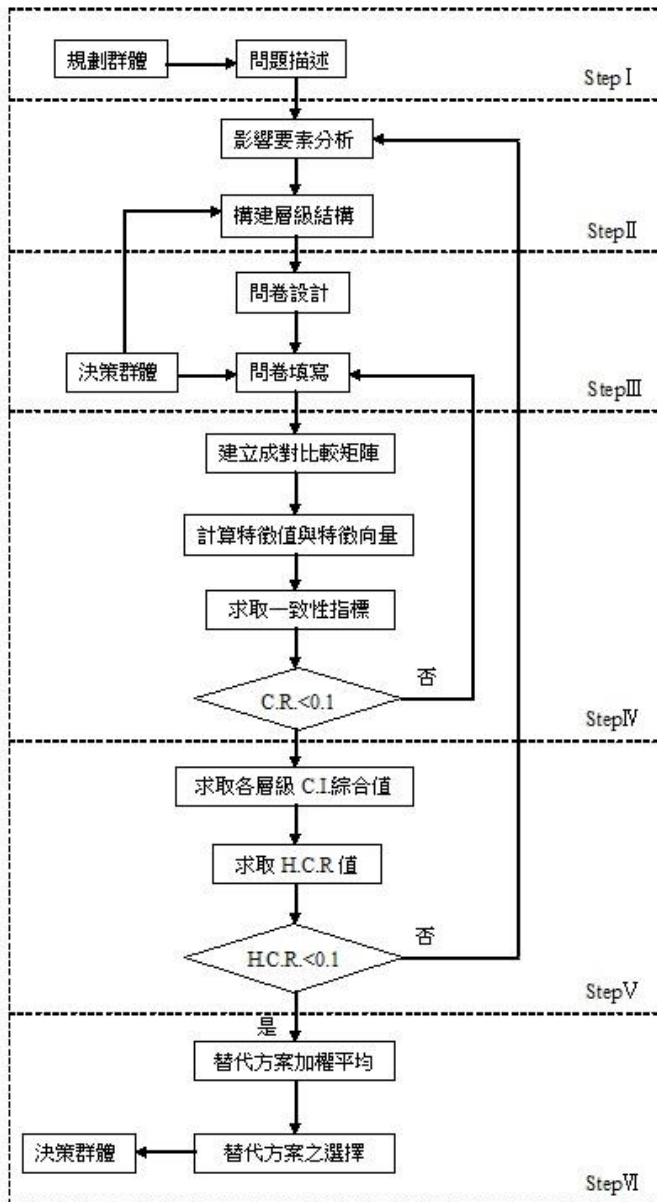 規劃群體
問題描述
Step I
影響要素分析
構建層級結構
StepⅡ
問卷設計
決策群體
問卷填寫
StepⅢ
建立成對比較矩陣
計算特徵值與特徵向量
求取一致性指標
否
C.R.<0.1
StepⅣ
求取各層級 C.I.綜合值
求取 H.C.R 值
否
H.C.R.<0.1
StepⅤ
是
替代方案加權平均
決策群體
替代方案之選擇
StepⅥ